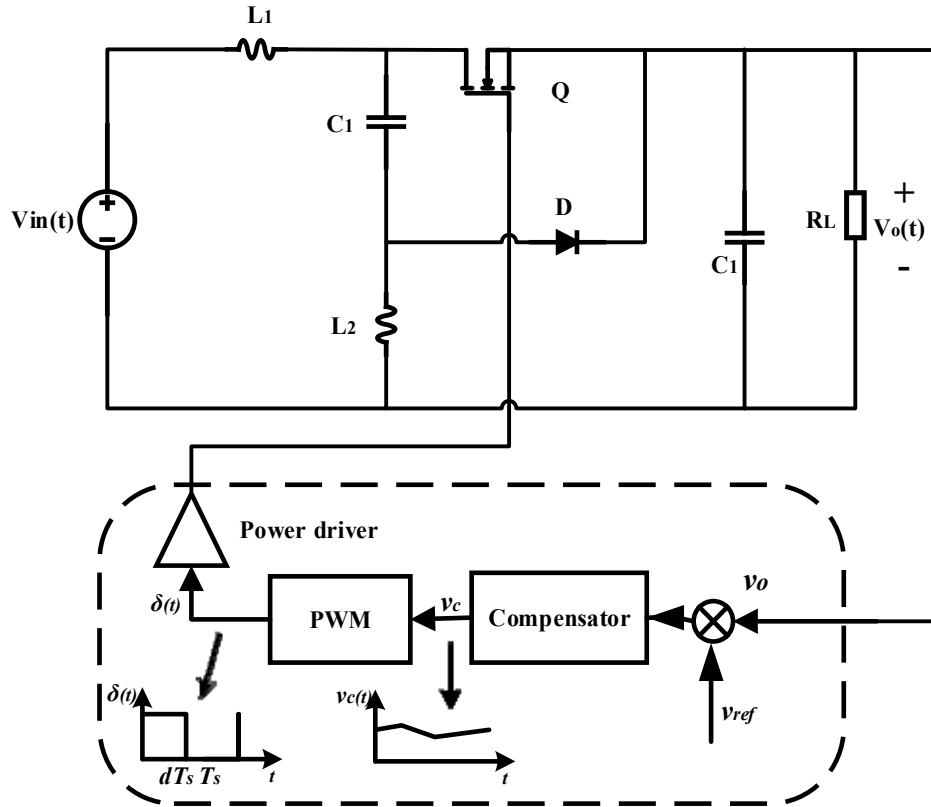 L1
Q
C1
Vin(t)
D
RL
+
Vo(t)
-
C1
L2
Power driver
vo
δ(t)
PWM
vc
Compensator
vref
δ(t)
dTs Ts t
vc(t)
t